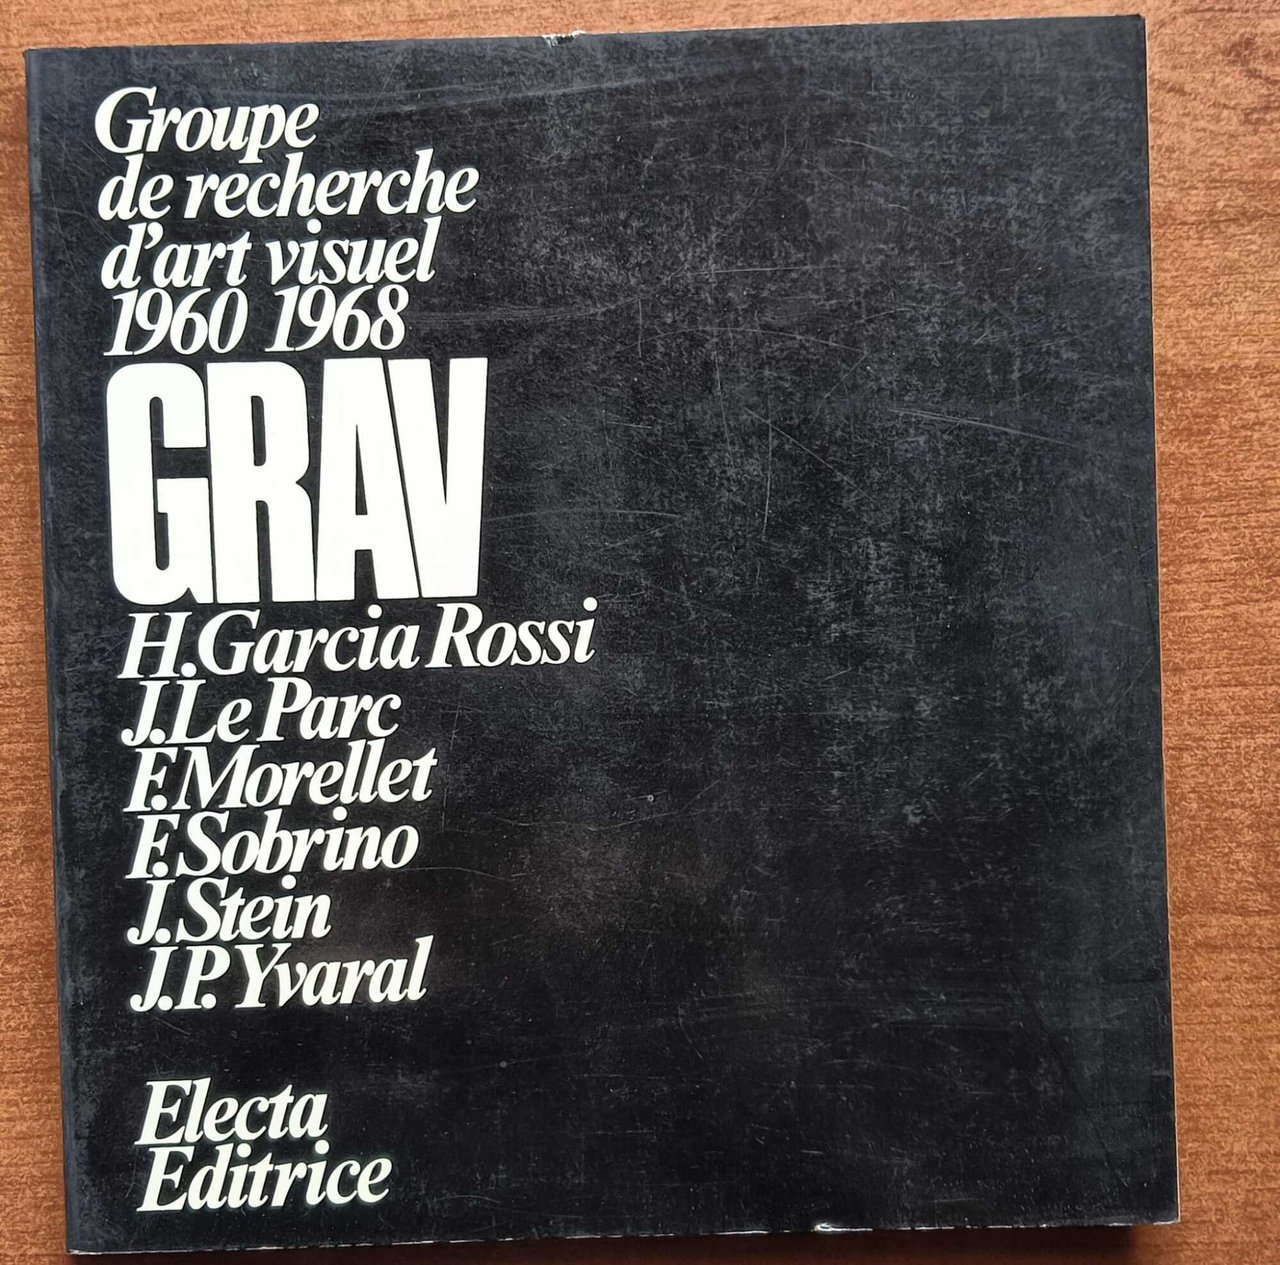 Groupe
de recherche
d'art visuel
1960 1968
GRAV
H. Garcia Rossi
J. Le Parc
F. Morellet
F. Sobrino
J. Stein
J.P. Yvaral
Electa
Editrice